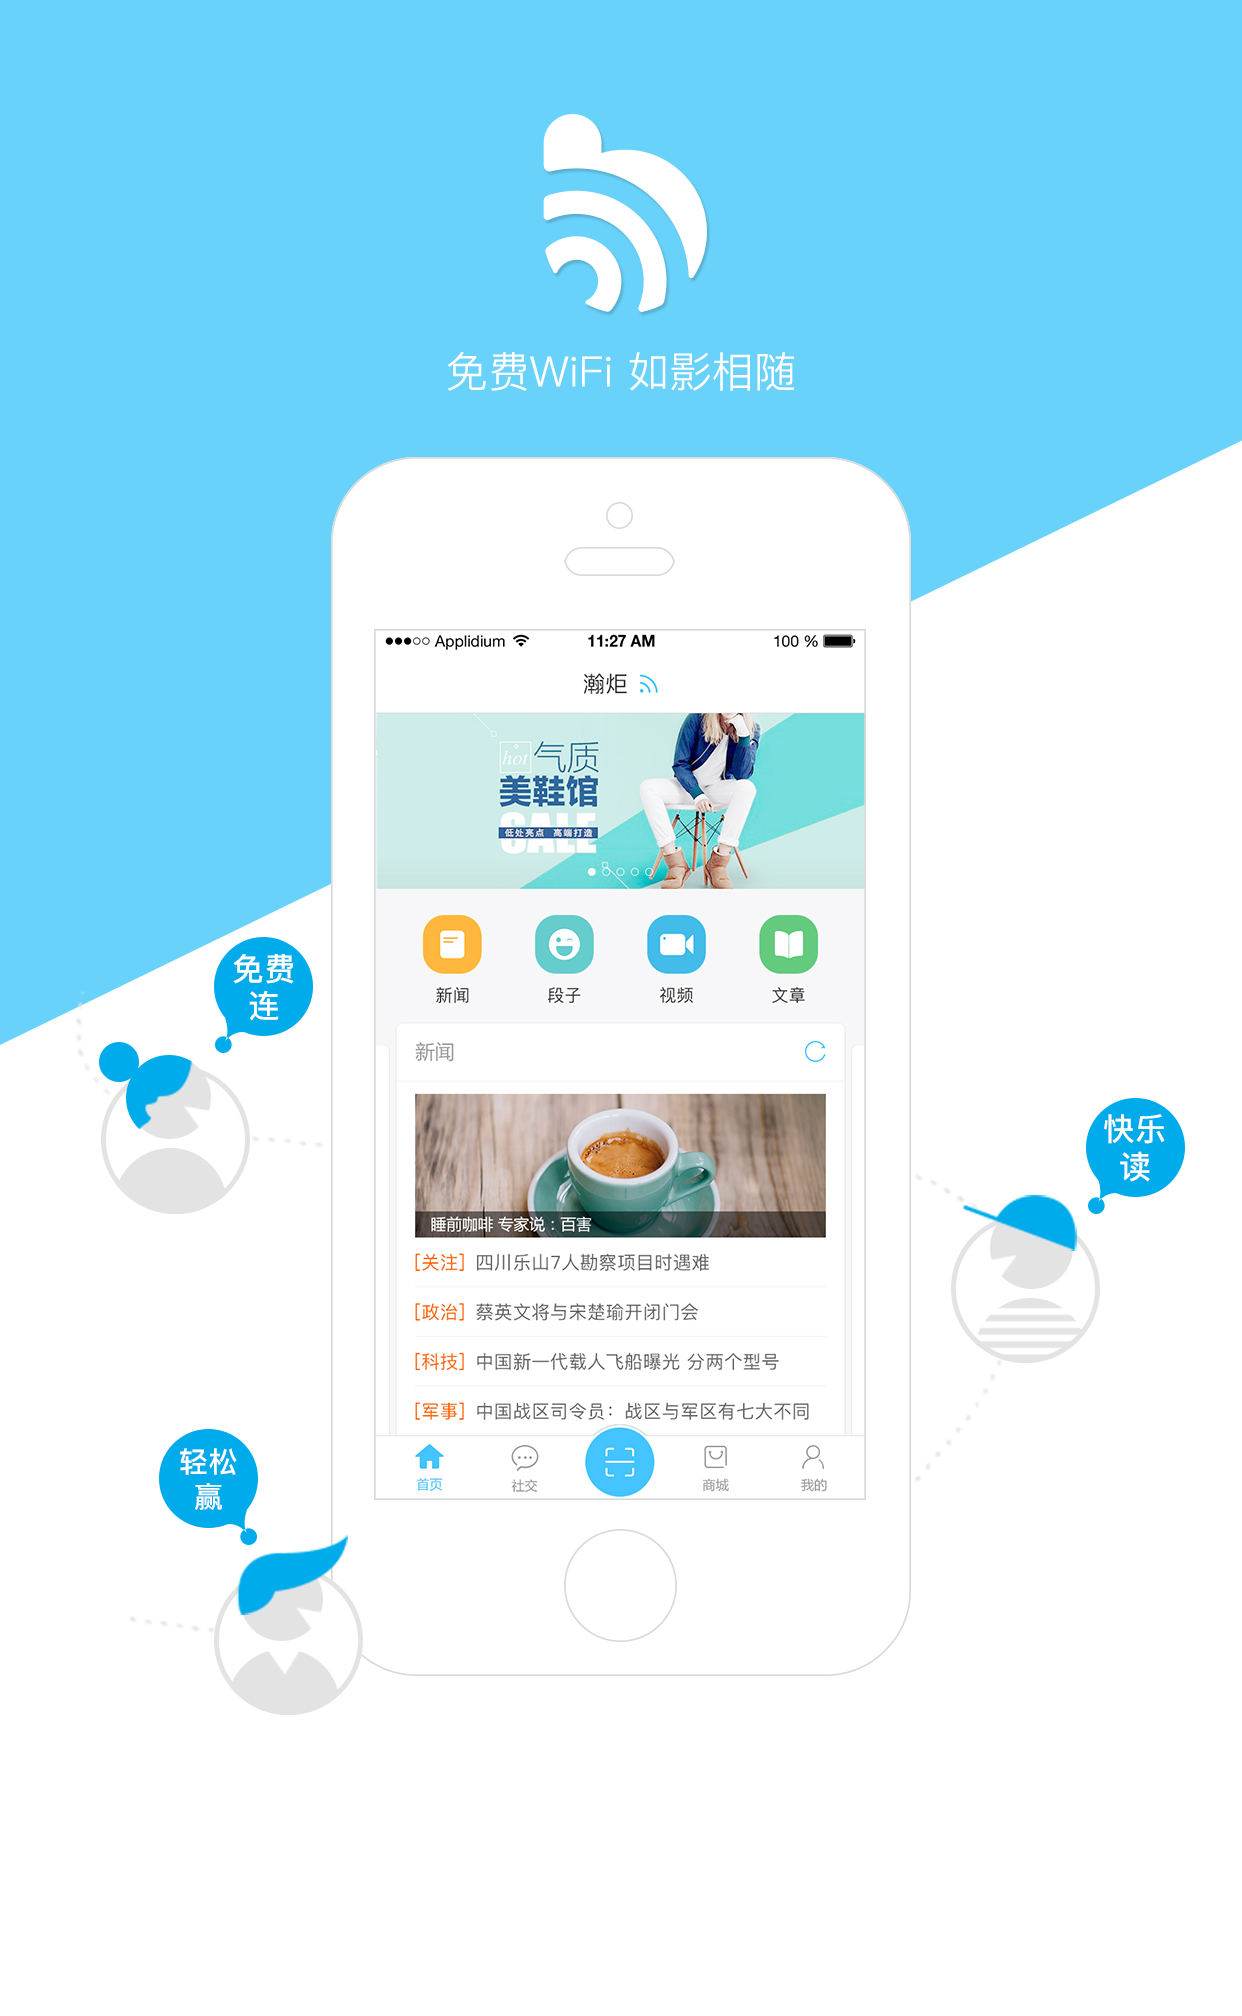 免费WiFi 如影相随
Applidium 11:27 AM 100 %
瀚炬
hot 气质
美鞋馆
SALE
低处亮点 高端打造
新闻 段子 视频 文章
新闻
睡前咖啡 专家说：百害
[关注] 四川乐山7人勘察项目时遇难
[政治] 蔡英文将与宋楚瑜开闭门会
[科技] 中国新一代载人飞船曝光 分两个型号
[军事] 中国战区司令员：战区与军区有七大不同
首页 社交 商城 我的
免费
连
快乐
读
轻松
赢